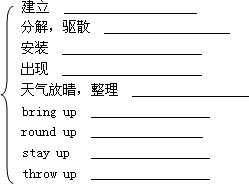 建立
分解，驱散
安装
出现
天气放晴，整理
bring up
round up
stay up
throw up